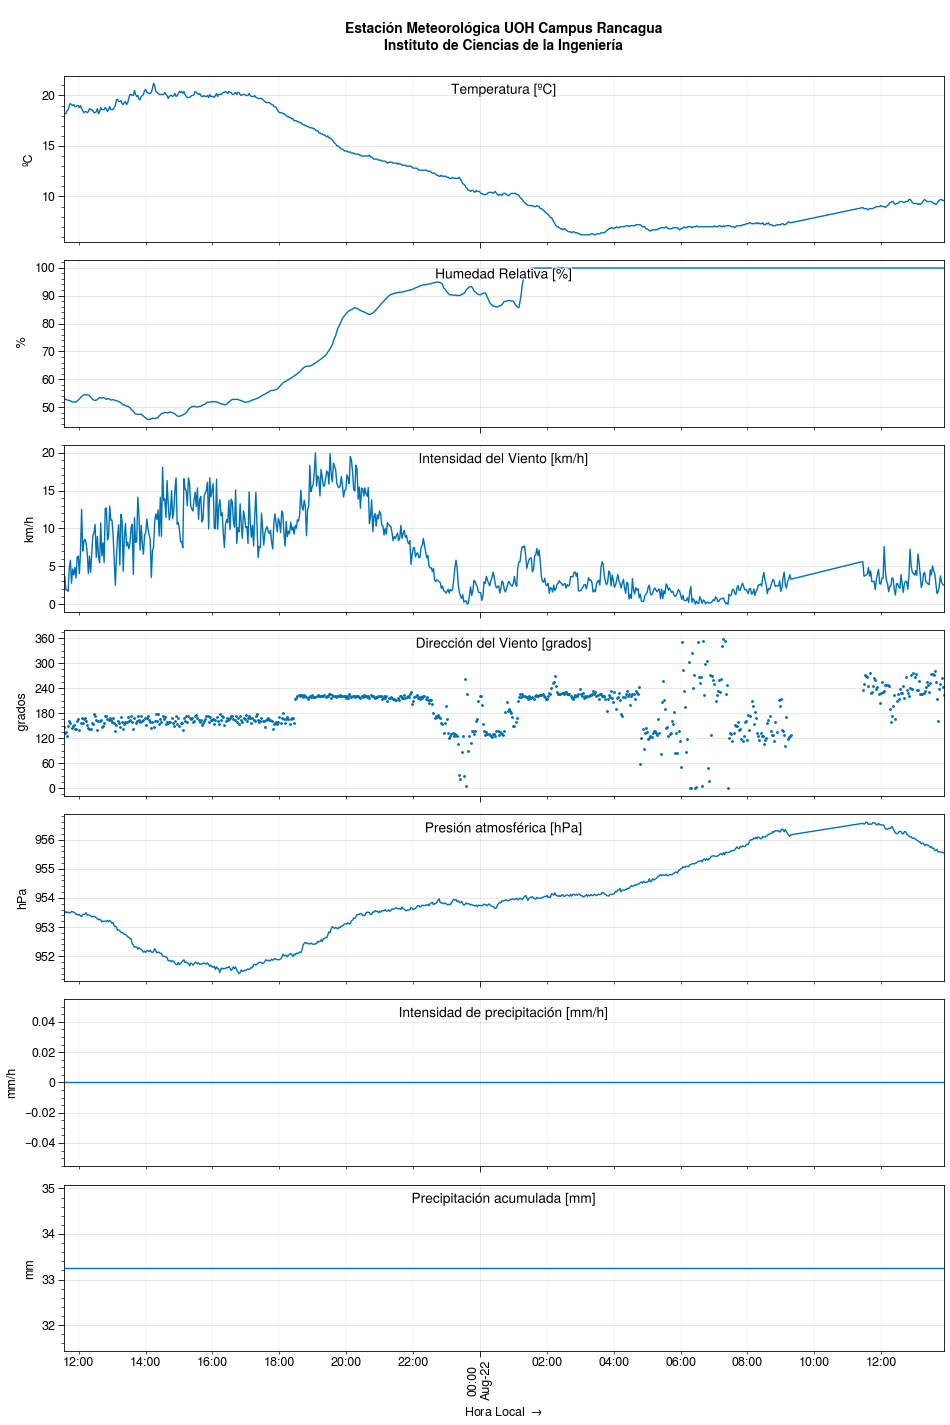 Estación Meteorológica UOH Campus Rancagua
Instituto de Ciencias de la Ingeniería
Temperatura [ºC]
20
15
10
ºC
Humedad Relativa [%]
100
90
80
70
60
50
%
Intensidad del Viento [km/h]
20
15
10
5
0
km/h
Dirección del Viento [grados]
360
300
240
180
120
60
0
grados
Presión atmosférica [hPa]
956
955
954
953
952
hPa
Intensidad de precipitación [mm/h]
0.04
0.02
0
−0.02
−0.04
mm/h
Precipitación acumulada [mm]
35
34
33
32
mm
12:00 14:00 16:00 18:00 20:00 22:00 00:00 02:00 04:00 06:00 08:00 10:00 12:00
Aug-22
Hora Local →